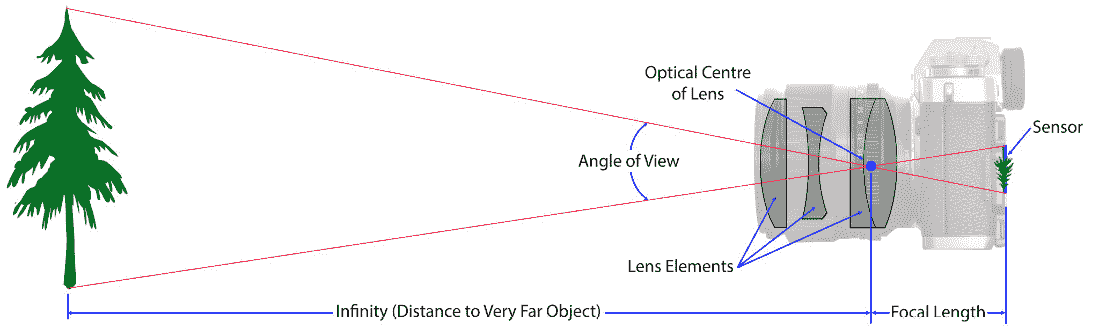 Optical Centre
of Lens
Sensor
Angle of View
Lens Elements
Infinity (Distance to Very Far Object)
Focal Length